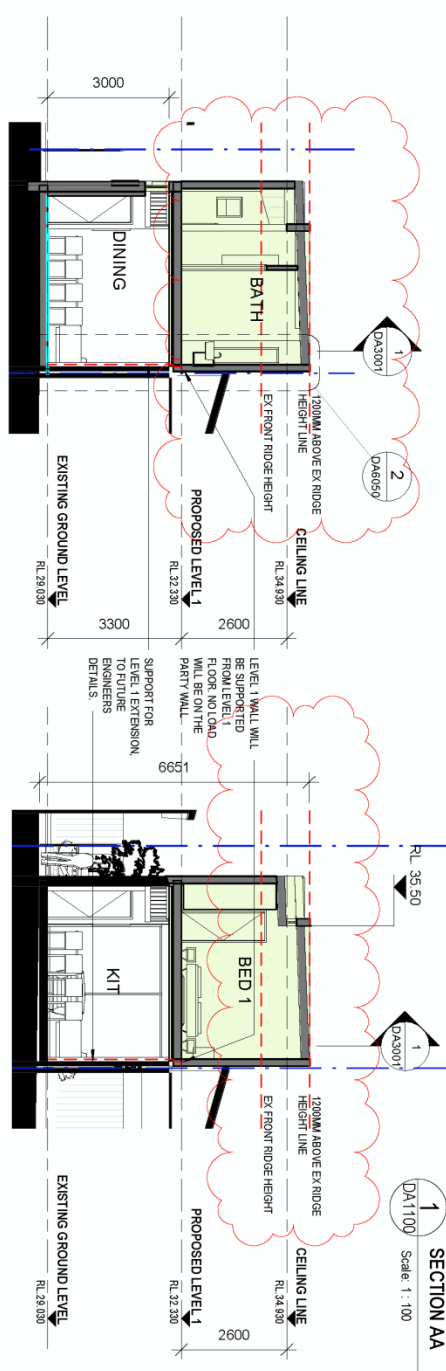 1
DA1100
SECTION AA
Scale: 1 : 100
3000
3300
2600
DINING
BATH
1
DA3001
2
DA6050
1200MM ABOVE EX RIDGE
HEIGHT LINE
EX FRONT RIDGE HEIGHT
CEILING LINE
RL.34.930
PROPOSED LEVEL 1
RL.32.330
EXISTING GROUND LEVEL
RL.29.030
LEVEL 1 WALL WILL
BE SUPPORTED
FROM LEVEL 1
FLOOR. NO LOAD
WILL BE ON THE
PARTY WALL
SUPPORT FOR
LEVEL 1 EXTENSION,
TO FUTURE
ENGINEERS
DETAILS.
6651
RL 35.50
KIT
BED 1
1
DA3001
1200MM ABOVE EX RIDGE
HEIGHT LINE
EX FRONT RIDGE HEIGHT
CEILING LINE
RL.34.930
PROPOSED LEVEL 1
RL.32.330
EXISTING GROUND LEVEL
RL.29.030
2600